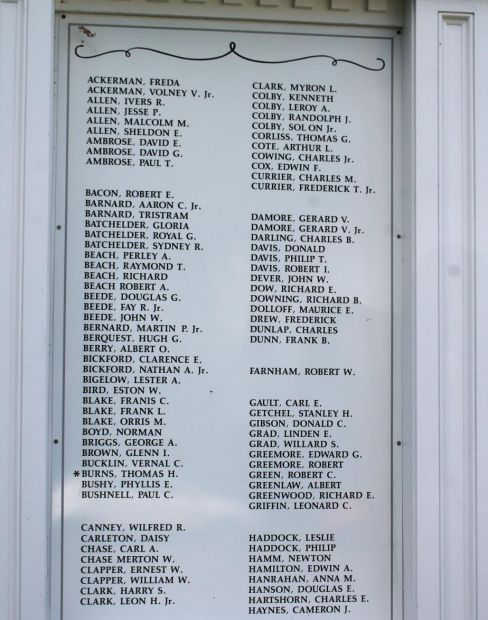 ACKERMAN, FREDA
ACKERMAN, VOLNEY V. Jr.
ALLEN, IVERS R.
ALLEN, JESSE P.
ALLEN, MALCOLM M.
ALLEN, SHELDON E.
AMBROSE, DAVID E.
AMBROSE, DAVID G.
AMBROSE, PAUL T.
BACON, ROBERT E.
BARNARD, AARON C. Jr.
BARNARD, TRISTRAM
BATCHELDER, GLORIA
BATCHELDER, ROYAL G.
BATCHELDER, SYDNEY R.
BEACH, PERLEY A.
BEACH, RAYMOND T.
BEACH, RICHARD
BEACH ROBERT A.
BEEDE, DOUGLAS G.
BEEDE, FAY R. Jr.
BEEDE, JOHN W.
BERNARD, MARTIN P. Jr.
BERQUEST, HUGH G.
BERRY, ALBERT O.
BICKFORD, CLARENCE E.
BICKFORD, NATHAN A. Jr.
BIGELOW, LESTER A.
BIRD, ESTON W.
BLAKE, FRANIS C.
BLAKE, FRANK L.
BLAKE, ORRIS M.
BOYD, NORMAN
BRIGGS, GEORGE A.
BROWN, GLENN I.
BUCKLIN, VERNAL C.
*BURNS, THOMAS H.
BUSHY, PHYLLIS E.
BUSHNELL, PAUL C.
CANNEY, WILFRED R.
CARLETON, DAISY
CHASE, CARL A.
CHASE MERTON W.
CLAPPER, ERNEST W.
CLAPPER, WILLIAM W.
CLARK, HARRY S.
CLARK, LEON H. Jr.
CLARK, MYRON L.
COLBY, KENNETH
COLBY, LEROY A.
COLBY, RANDOLPH J.
COLBY, SOLON Jr.
CORLISS, THOMAS G.
COTE, ARTHUR L.
COWING, CHARLES Jr.
COX, EDWIN F.
CURRIER, CHARLES M.
CURRIER, FREDERICK T. Jr.
DAMORE, GERARD V.
DAMORE, GERARD V. Jr.
DARLING, CHARLES B.
DAVIS, DONALD
DAVIS, PHILIP T.
DAVIS, ROBERT I.
DEVER, JOHN W.
DOW, RICHARD E.
DOWNING, RICHARD B.
DOLLOFF, MAURICE E.
DREW, FREDERICK
DUNLAP, CHARLES
DUNN, FRANK B.
FARNHAM, ROBERT W.
GAULT, CARL E.
GETCHEL, STANLEY H.
GIBSON, DONALD C.
GRAD, LINDEN E.
GRAD, WILLARD S.
GREEMORE, EDWARD G.
GREEMORE, ROBERT
GREEN, ROBERT C.
GREENLAW, ALBERT
GREENWOOD, RICHARD E.
GRIFFIN, LEONARD C.
HADDOCK, LESLIE
HADDOCK, PHILIP
HAMM, NEWTON
HAMILTON, EDWIN A.
HANRAHAN, ANNA M.
HANSON, DOUGLAS E.
HARTSHORN, CHARLES E.
HAYNES, CAMERON J.